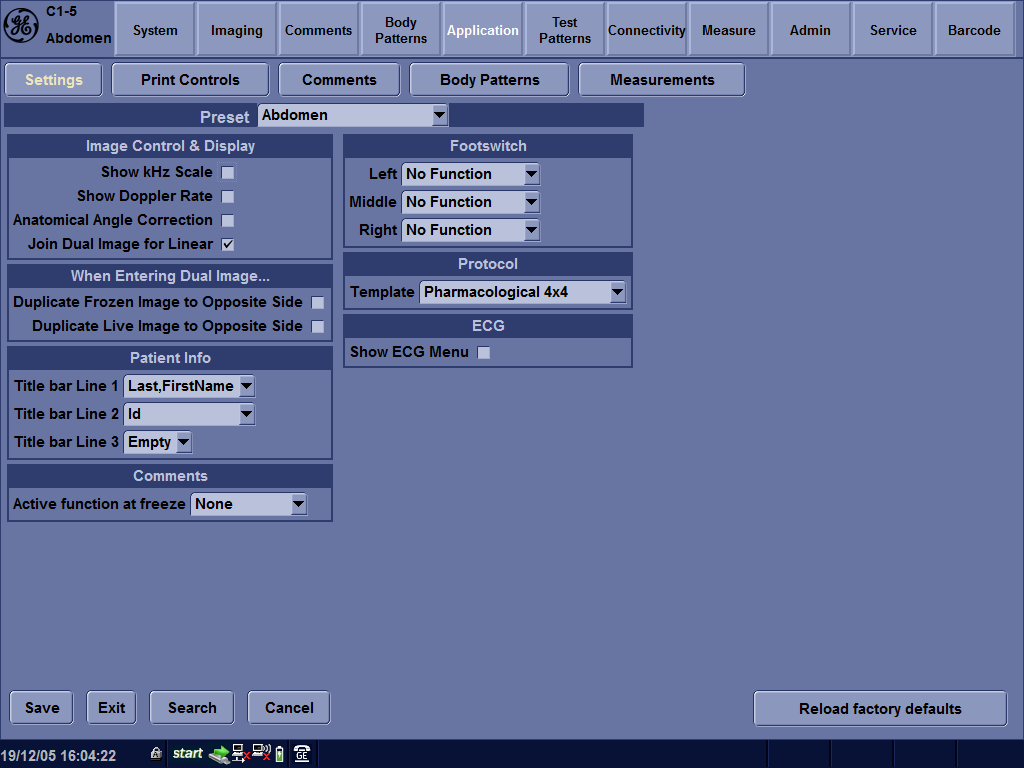 C1-5
Abdomen
System
Imaging
Comments
Body
Patterns
Application
Test
Patterns
Connectivity
Measure
Admin
Service
Barcode
Settings
Print Controls
Comments
Body Patterns
Measurements
Preset Abdomen
Image Control & Display
Show kHz Scale
Show Doppler Rate
Anatomical Angle Correction
Join Dual Image for Linear
When Entering Dual Image...
Duplicate Frozen Image to Opposite Side
Duplicate Live Image to Opposite Side
Patient Info
Title bar Line 1 Last,FirstName
Title bar Line 2 Id
Title bar Line 3 Empty
Comments
Active function at freeze None
Footswitch
Left No Function
Middle No Function
Right No Function
Protocol
Template Pharmacological 4x4
ECG
Show ECG Menu
Save
Exit
Search
Cancel
Reload factory defaults
19/12/05 16:04:22
start
GE